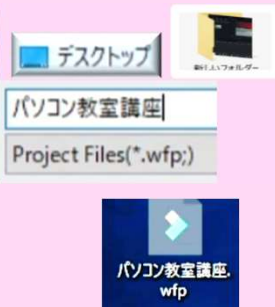 デスクトップ
新しいフォルダー
パソコン教室講座
Project Files(*.wfp;)
パソコン教室講座.
wfp